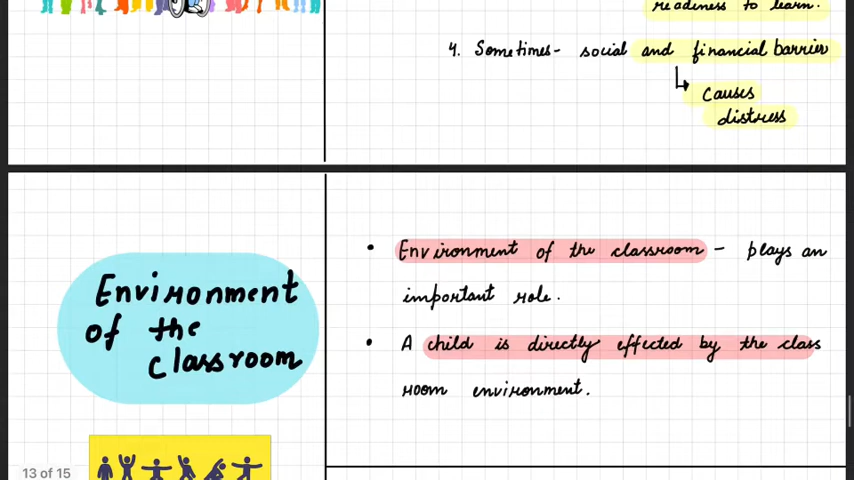 readiness to learn.
4. Sometimes- social and financial barrier
↳ Causes
distress
Environment
of the
classroom
• Environment of the classroom - plays an
important role.
• A child is directly effected by the class
room environment.
13 of 15